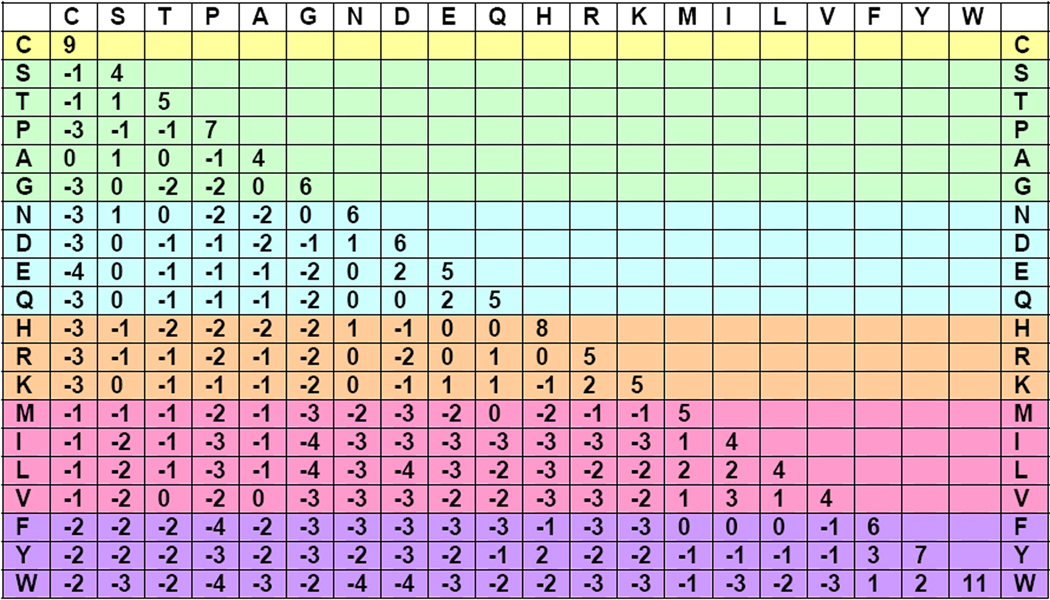 C S T P A G N D E Q H R K M I L V F Y W
C 9 C
S -1 4 S
T -1 1 5 T
P -3 -1 -1 7 P
A 0 1 0 -1 4 A
G -3 0 -2 -2 0 6 G
N -3 1 0 -2 -2 0 6 N
D -3 0 -1 -1 -2 -1 1 6 D
E -4 0 -1 -1 -1 -2 0 2 5 E
Q -3 0 -1 -1 -1 -2 0 0 2 5 Q
H -3 -1 -2 -2 -2 -2 1 -1 0 0 8 H
R -3 -1 -1 -2 -1 -2 0 -2 0 1 0 5 R
K -3 0 -1 -1 -1 -2 0 -1 1 1 -1 2 5 K
M -1 -1 -1 -2 -1 -3 -2 -3 -2 0 -2 -1 -1 5 M
I -1 -2 -1 -3 -1 -4 -3 -3 -3 -3 -3 -3 -3 1 4 I
L -1 -2 -1 -3 -1 -4 -3 -4 -3 -2 -3 -2 -2 2 2 4 L
V -1 -2 0 -2 0 -3 -3 -3 -2 -2 -3 -3 -2 1 3 1 4 V
F -2 -2 -2 -4 -2 -3 -3 -3 -3 -3 -1 -3 -3 0 0 0 -1 6 F
Y -2 -2 -2 -3 -2 -3 -2 -3 -2 -1 2 -2 -2 -1 -1 -1 -1 3 7 Y
W -2 -3 -2 -4 -3 -2 -4 -4 -3 -2 -2 -3 -3 -1 -3 -2 -3 1 2 11 W